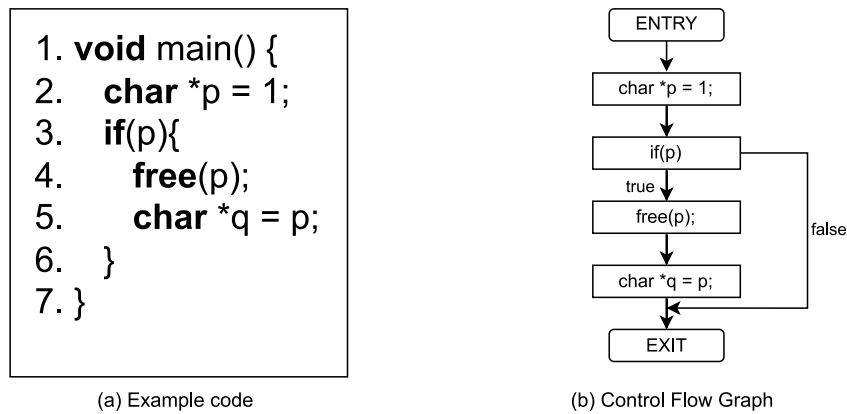 1. void main() {
2. char *p = 1;
3. if(p){
4. free(p);
5. char *q = p;
6. }
7. }
(a) Example code
ENTRY
char *p = 1;
if(p)
true
free(p);
false
char *q = p;
EXIT
(b) Control Flow Graph